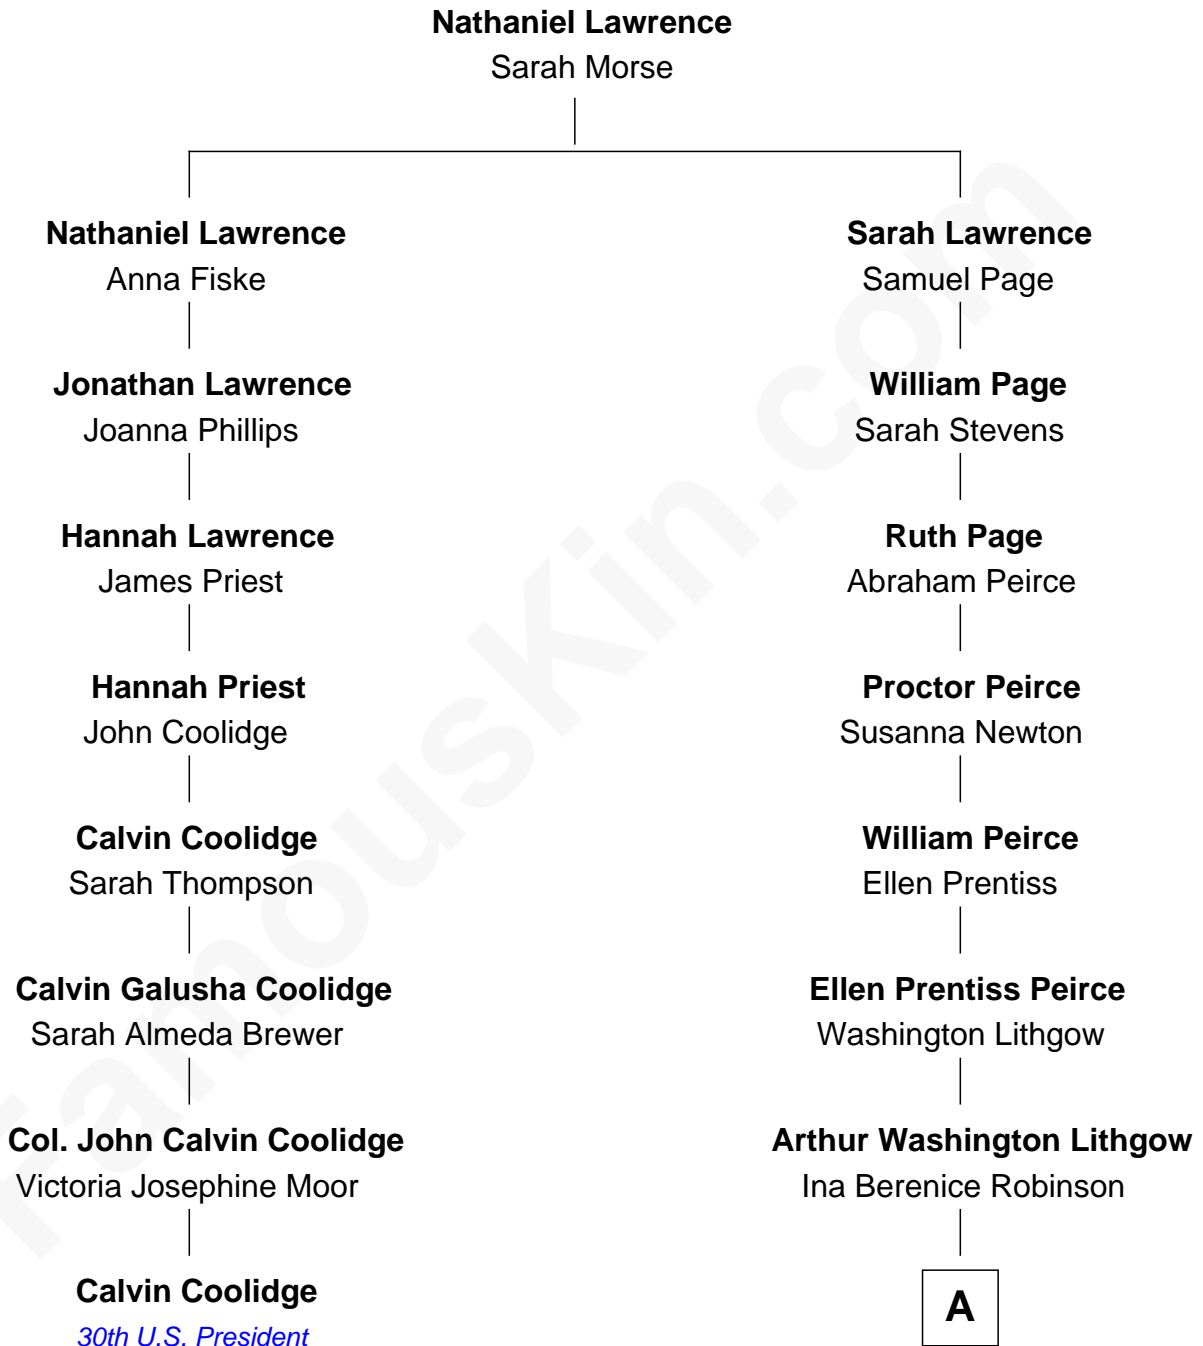 Nathaniel Lawrence
Sarah Morse
Nathaniel Lawrence
Anna Fiske
Sarah Lawrence
Samuel Page
Jonathan Lawrence
Joanna Phillips
William Page
Sarah Stevens
Hannah Lawrence
James Priest
Ruth Page
Abraham Peirce
Hannah Priest
John Coolidge
Proctor Peirce
Susanna Newton
Calvin Coolidge
Sarah Thompson
William Peirce
Ellen Prentiss
Calvin Galusha Coolidge
Sarah Almeda Brewer
Ellen Prentiss Peirce
Washington Lithgow
Col. John Calvin Coolidge
Victoria Josephine Moor
Arthur Washington Lithgow
Ina Berenice Robinson
Calvin Coolidge
30th U.S. President
A
FamousKin.com